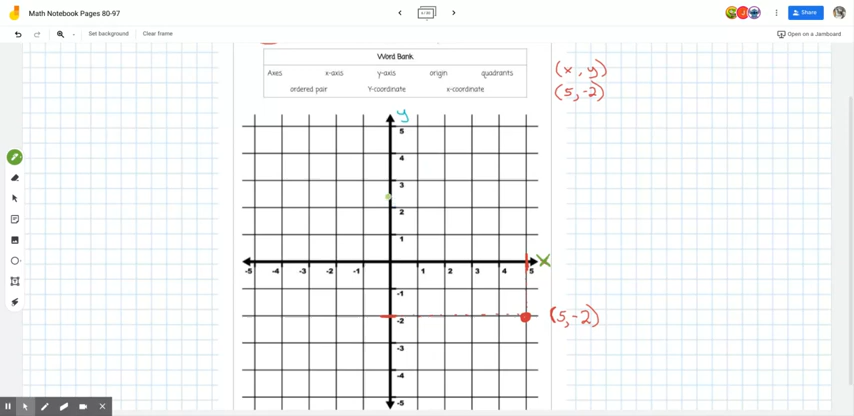 Math Notebook Pages 80-97
Share
Set background
Clear frame
Open on a Jamboard
Word Bank
Axes x-axis y-axis origin quadrants
ordered pair Y-coordinate x-coordinate
(x, y)
(5, -2)
y
5
4
3
2
1
-5 -4 -3 -2 -1 1 2 3 4 5
X
-1
-2
(5, -2)
-3
-4
-5